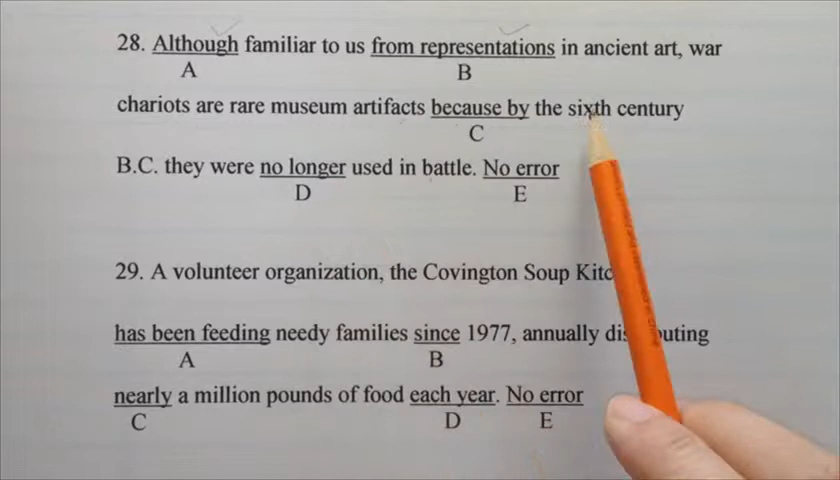 28. Although familiar to us from representations in ancient art, war
A B
chariots are rare museum artifacts because by the sixth century
C
B.C. they were no longer used in battle. No error
D E
29. A volunteer organization, the Covington Soup
has been feeding needy families since 1977, annually
A B
nearly a million pounds of food each year. No error
C D E